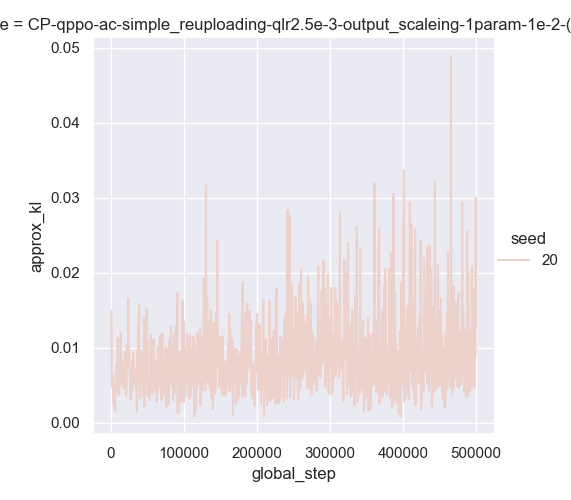 e = CP-qppo-ac-simple_reuploading-qlr2.5e-3-output_scaleing-1param-1e-2-(
0.05
0.04
0.03
0.02
0.01
0.00
approx_kl
0 100000 200000 300000 400000 500000
global_step
seed
20